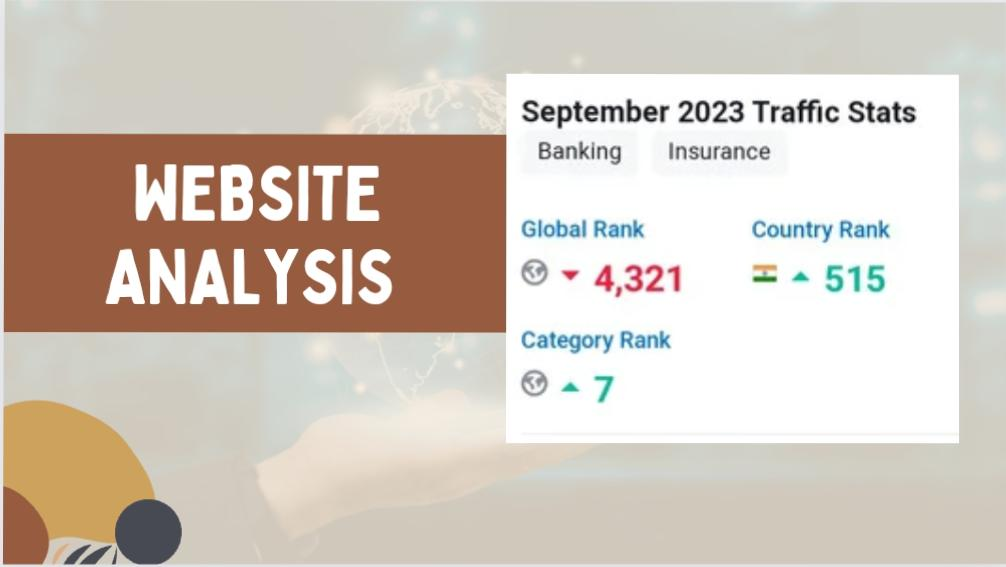 WEBSITE
ANALYSIS
September 2023 Traffic Stats
Banking Insurance
Global Rank Country Rank
4,321 515
Category Rank
7